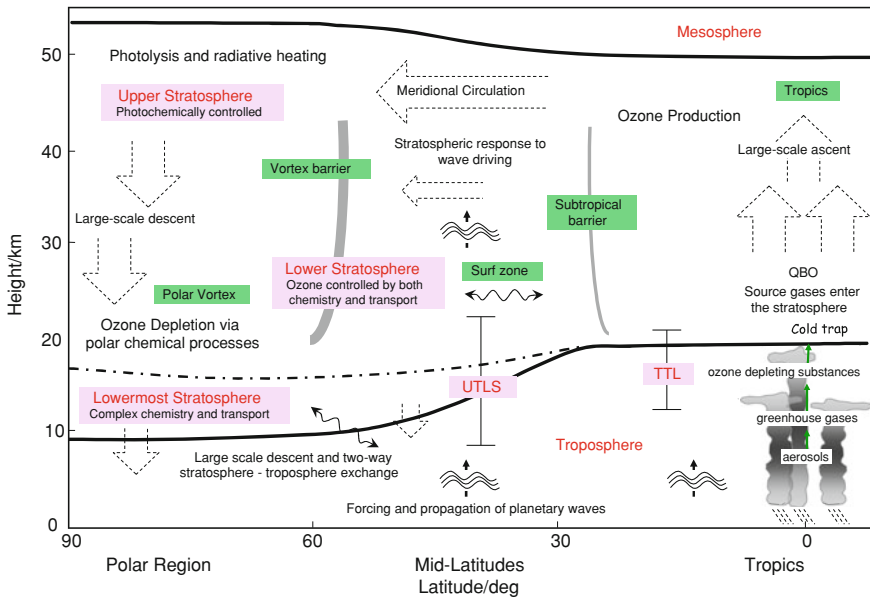 Mesosphere
50
Photolysis and radiative heating
Upper Stratosphere
Photochemically controlled
Meridional Circulation
Tropics
Ozone Production
40
Stratospheric response to
wave driving
Large-scale ascent
Vortex barrier
Subtropical
barrier
Large-scale descent
30
Height/km
Lower Stratosphere
Ozone controlled by both
chemistry and transport
Surf zone
QBO
Source gases enter
the stratosphere
Polar Vortex
Ozone Depletion via
polar chemical processes
Cold trap
20
UTLS
TTL
ozone depleting substances
Lowermost Stratosphere
Complex chemistry and transport
greenhouse gases
10
Troposphere
aerosols
Large scale descent and two-way
stratosphere - troposphere exchange
Forcing and propagation of planetary waves
0
90
60
30
0
Polar Region
Mid-Latitudes
Tropics
Latitude/deg